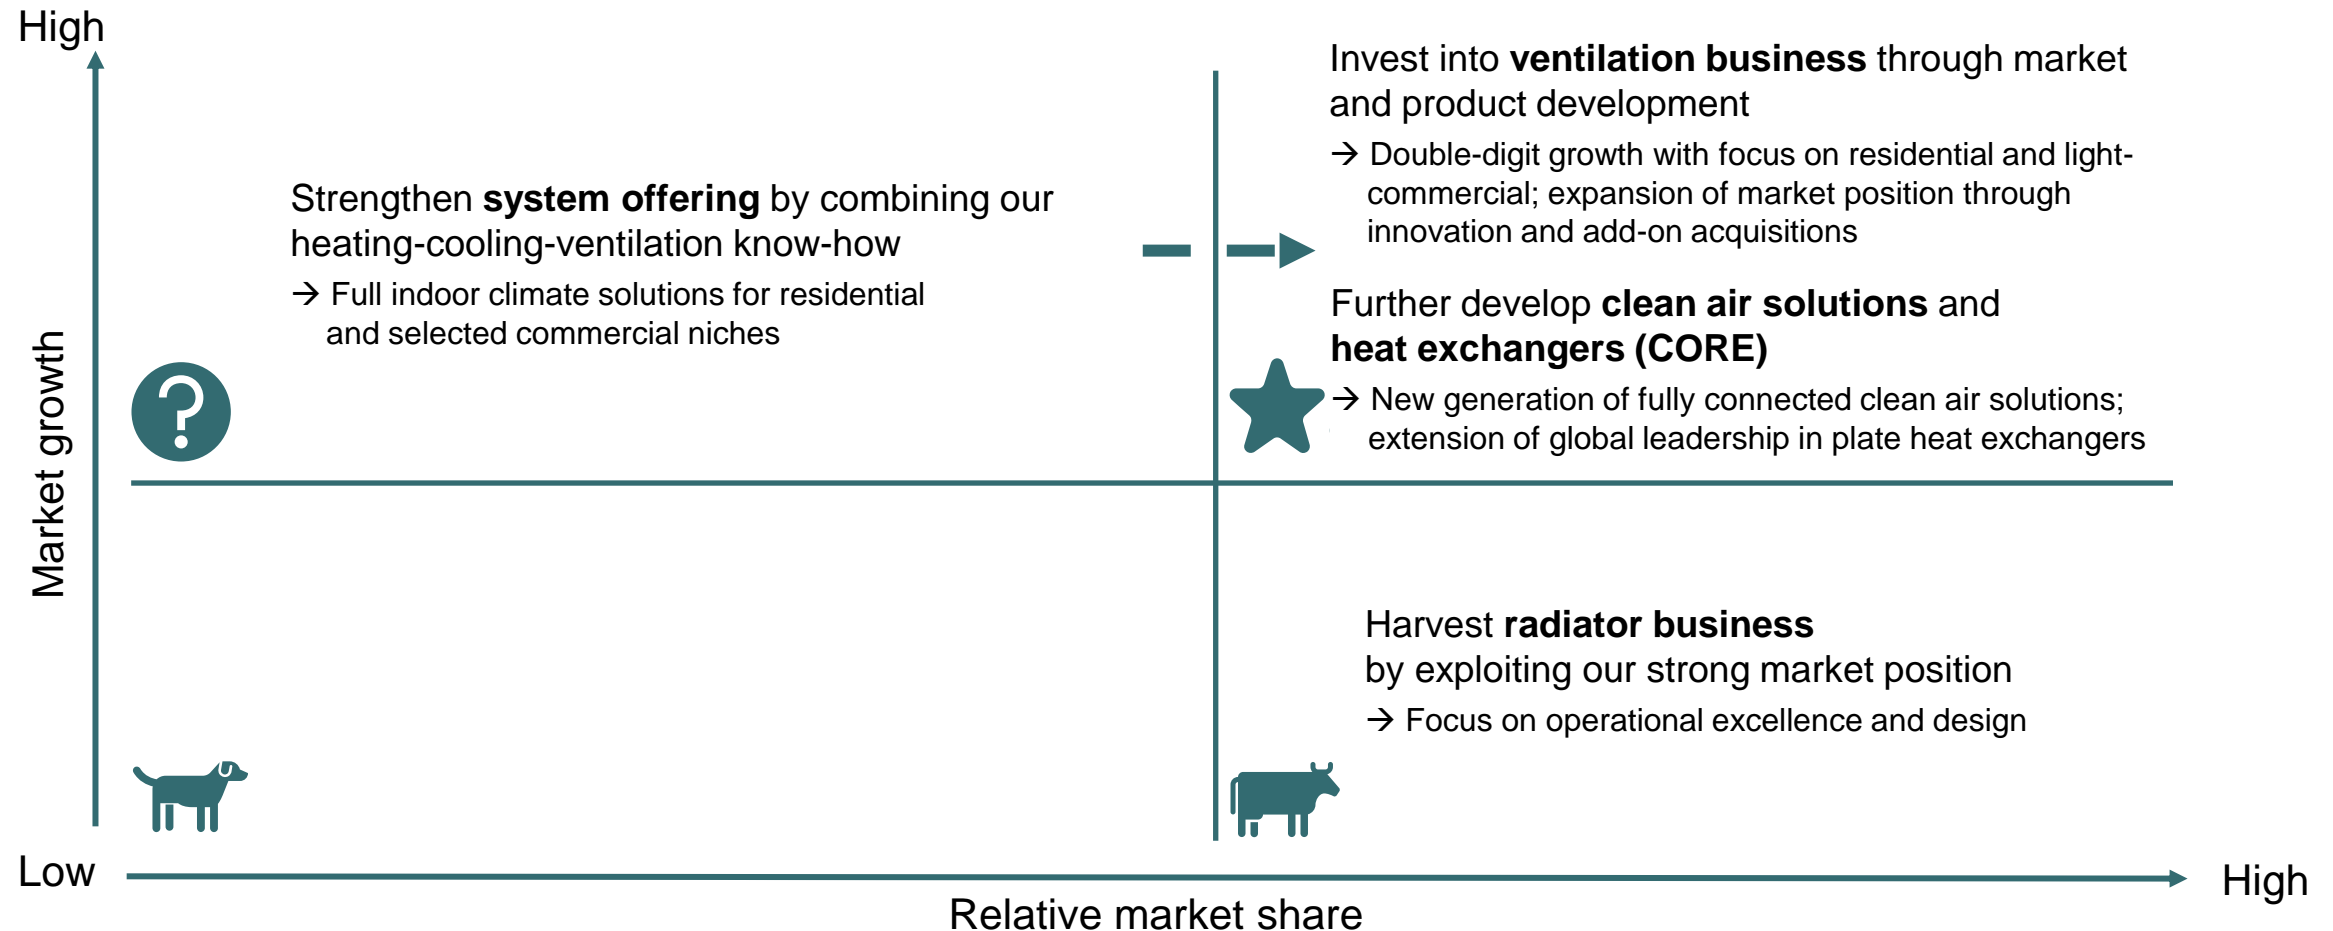 High
Invest into ventilation business through market
and product development
→ Double-digit growth with focus on residential and light-
commercial; expansion of market position through
innovation and add-on acquisitions
Strengthen system offering by combining our
heating-cooling-ventilation know-how
→ Full indoor climate solutions for residential
and selected commercial niches
Further develop clean air solutions and
heat exchangers (CORE)
→ New generation of fully connected clean air solutions;
extension of global leadership in plate heat exchangers
?
Market growth
Harvest radiator business
by exploiting our strong market position
→ Focus on operational excellence and design
Low
High
Relative market share